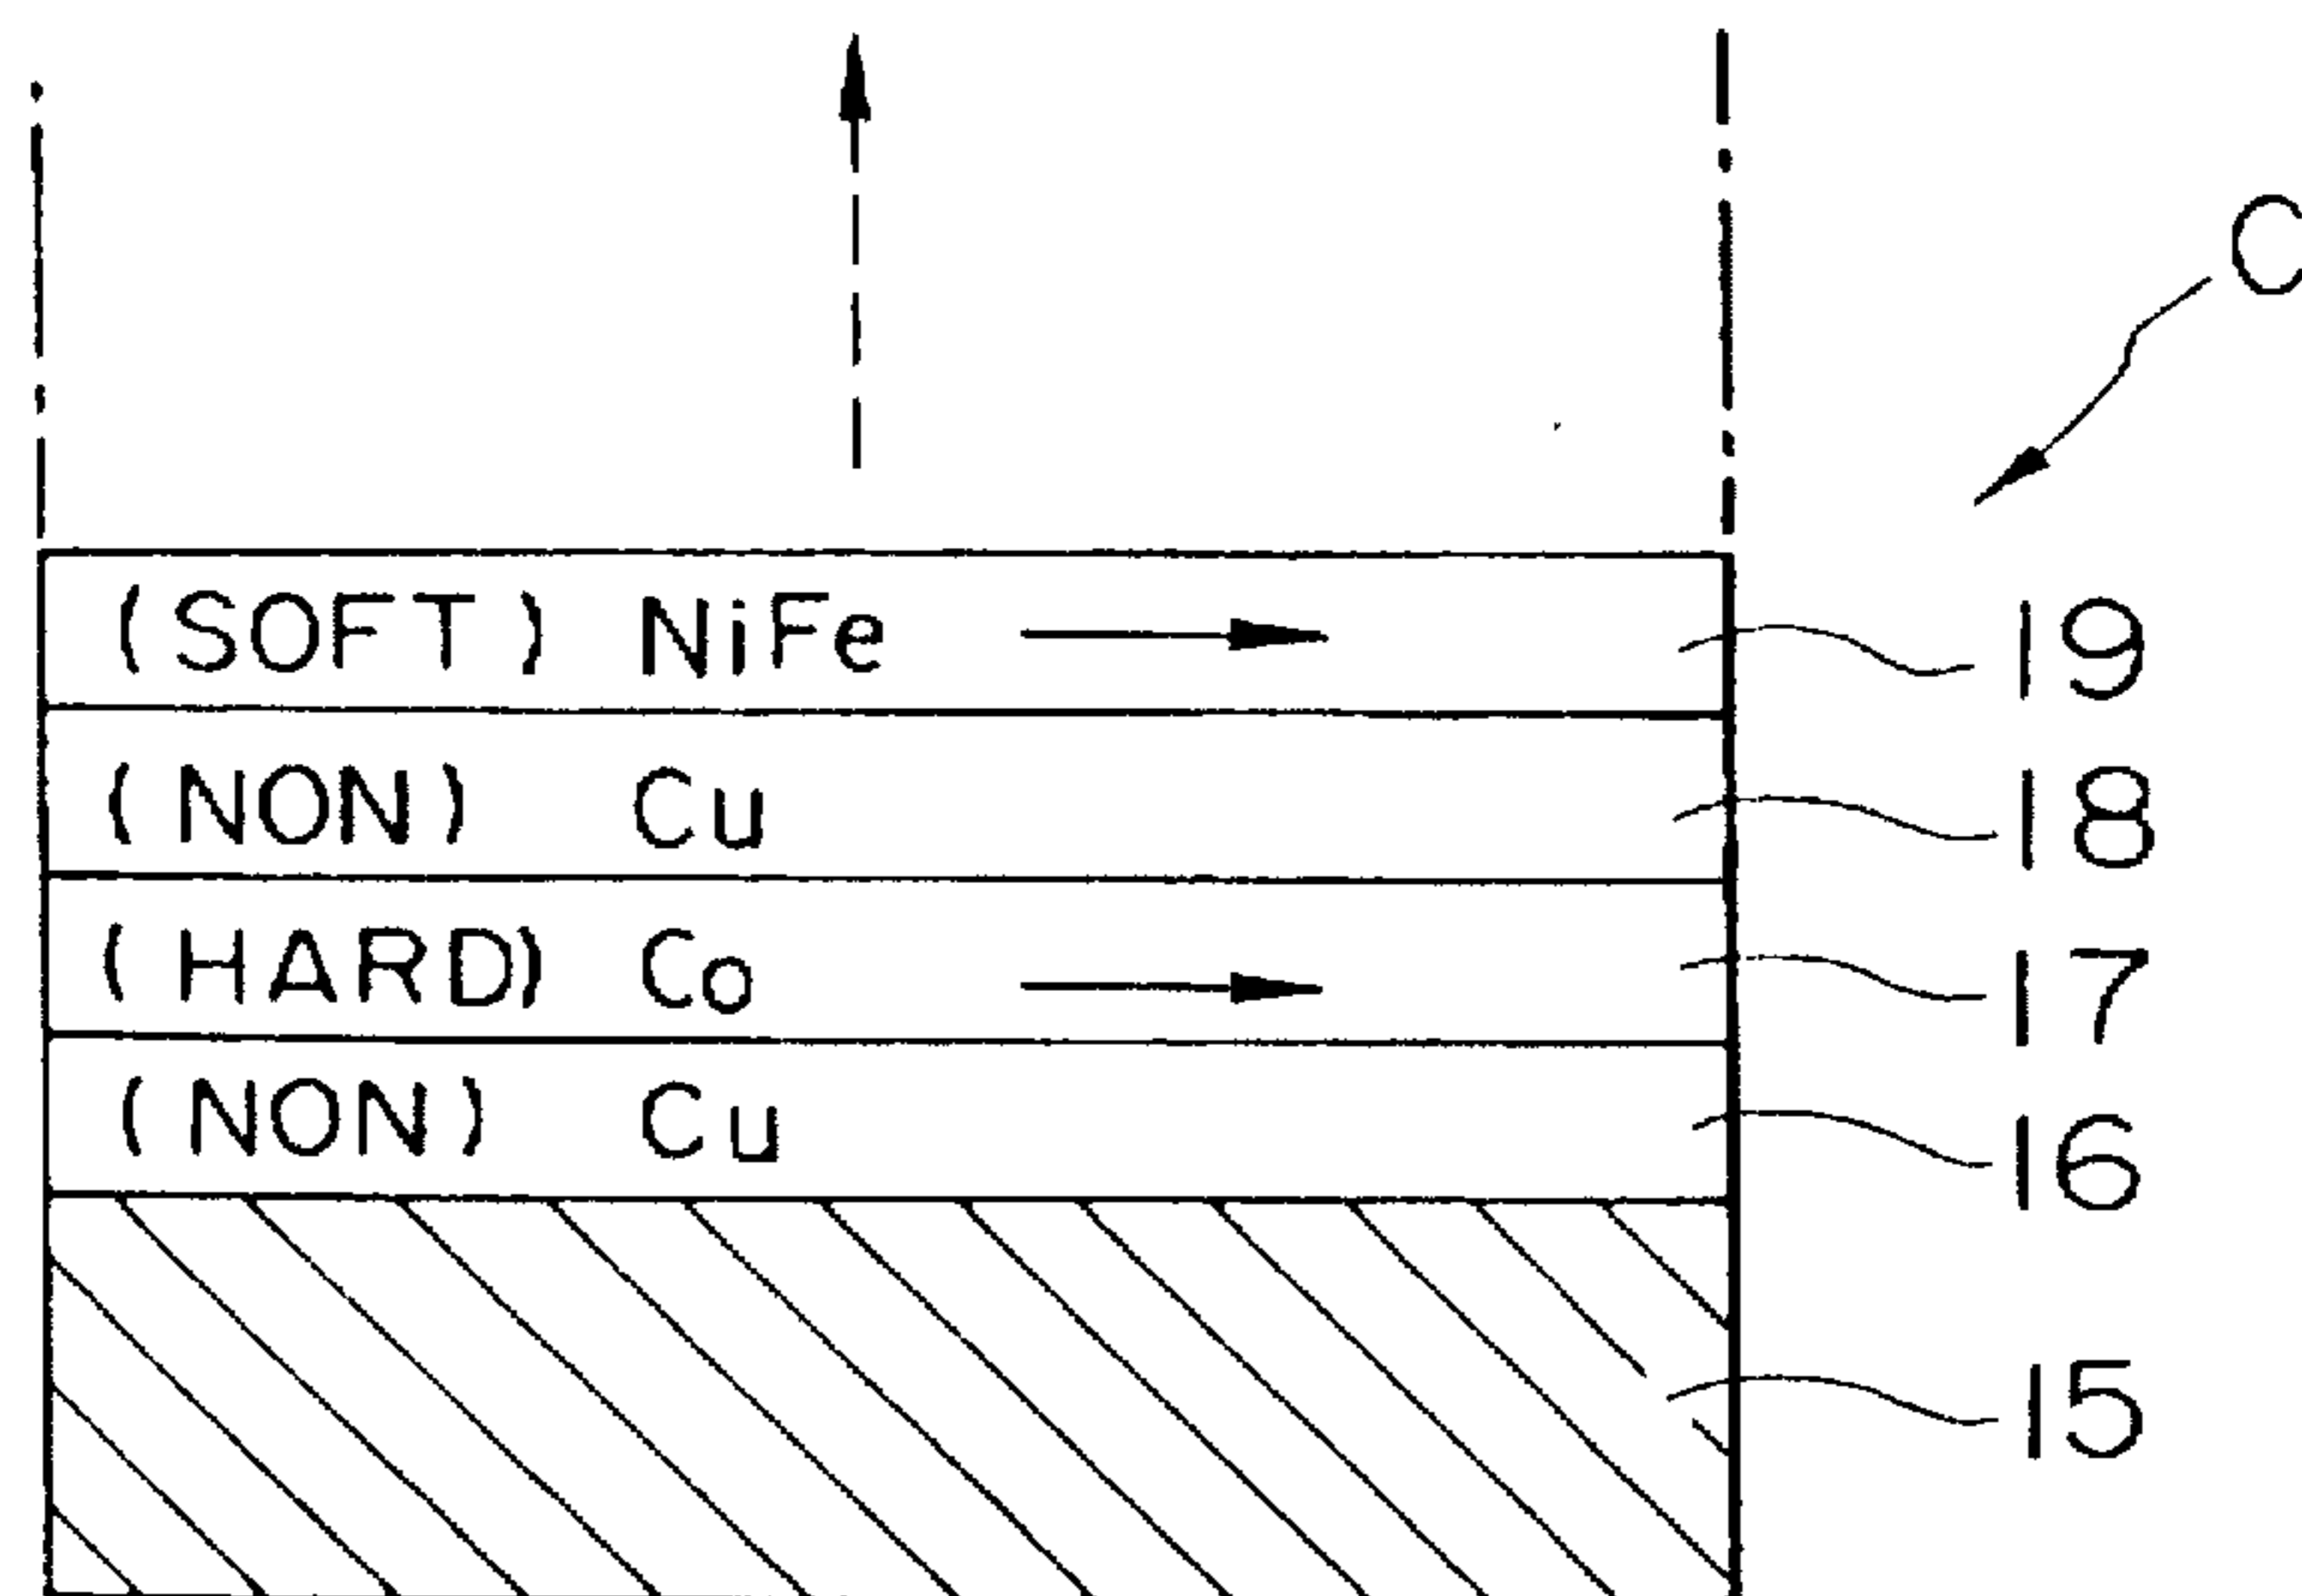 C
(SOFT) NiFe 19
(NON) Cu 18
(HARD) Co 17
(NON) Cu 16
15